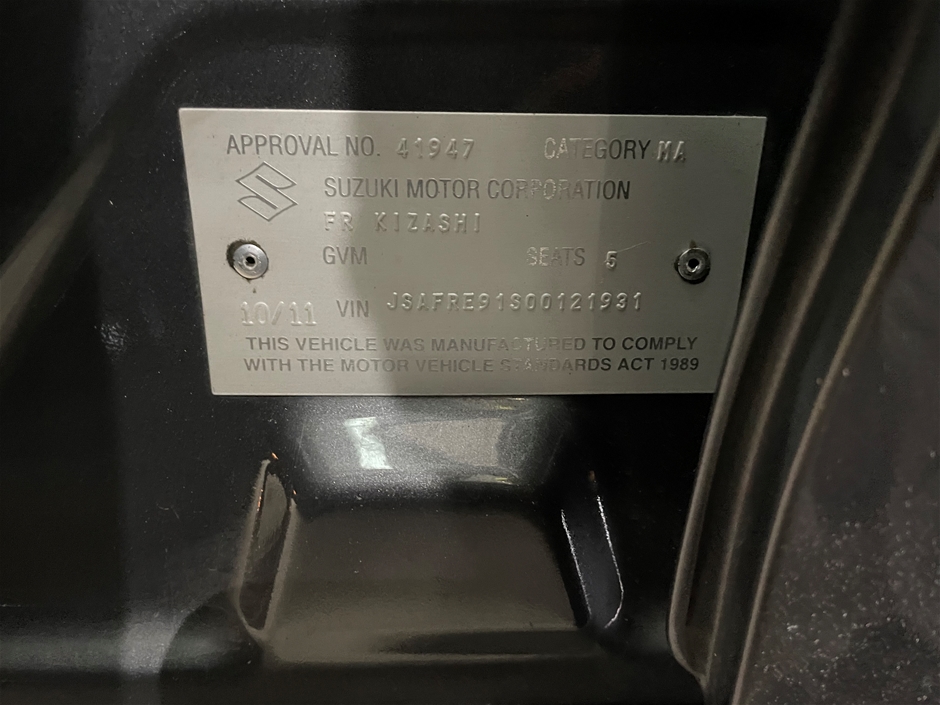 APPROVAL NO. 41947 CATEGORY MA
SUZUKI MOTOR CORPORATION
FR KIZASHI
GVM SEATS 5
10/11 VIN JSAFRE91S00121931
THIS VEHICLE WAS MANUFACTURED TO COMPLY
WITH THE MOTOR VEHICLE STANDARDS ACT 1989